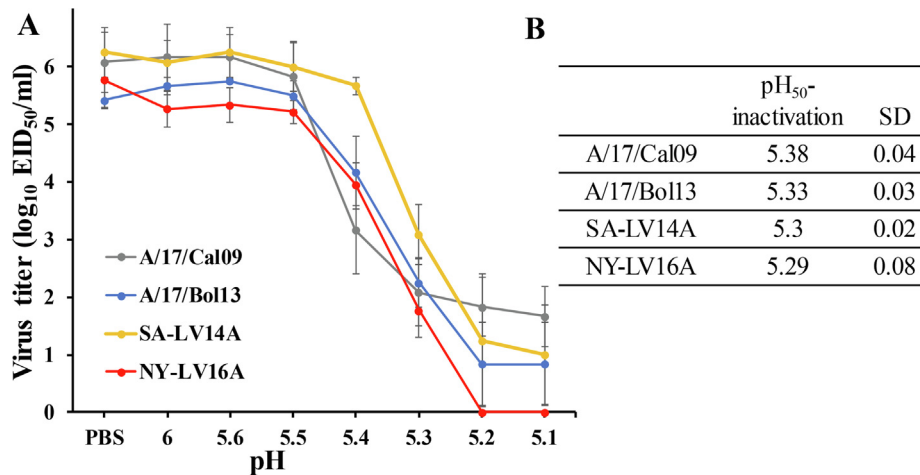 A
B
Virus titer (log₁₀ EID₅₀/ml)
6
5
4
3
2
1
0
A/17/Cal09
A/17/Bol13
SA-LV14A
NY-LV16A
PBS 6 5.6 5.5 5.4 5.3 5.2 5.1
pH
pH₅₀-
inactivation SD
A/17/Cal09 5.38 0.04
A/17/Bol13 5.33 0.03
SA-LV14A 5.3 0.02
NY-LV16A 5.29 0.08